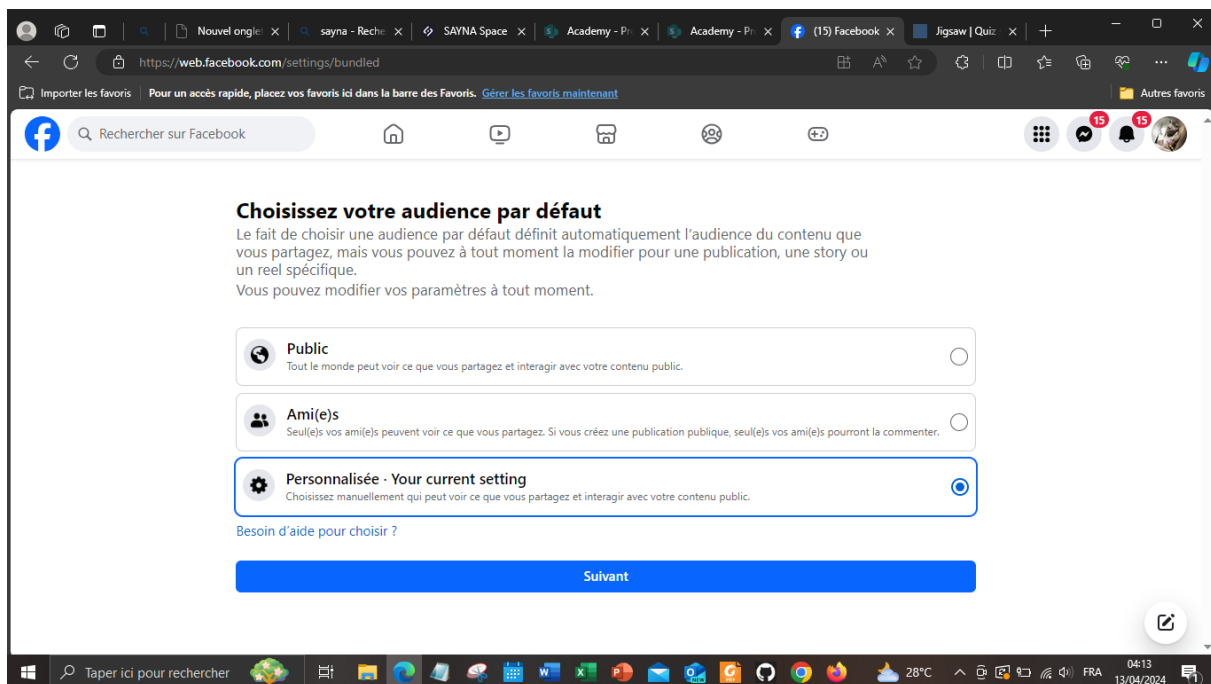 Nouvel ongle
sayna - Reche
SAYNA Space
Academy - Pr
Academy - Pr
(15) Facebook
Jigsaw | Quiz
https://web.facebook.com/settings/bundled
Importer les favoris
Pour un accès rapide, placez vos favoris ici dans la barre des Favoris. Gérer les favoris maintenant
Autres favoris
Rechercher sur Facebook
15
15
Choisissez votre audience par défaut
Le fait de choisir une audience par défaut définit automatiquement l'audience du contenu que
vous partagez, mais vous pouvez à tout moment la modifier pour une publication, une story ou
un reel spécifique.
Vous pouvez modifier vos paramètres à tout moment.
Public
Tout le monde peut voir ce que vous partagez et interagir avec votre contenu public.
Ami(e)s
Seul(e)s vos ami(e)s peuvent voir ce que vous partagez. Si vous créez une publication publique, seul(e)s vos ami(e)s pourront la commenter.
Personnalisée · Your current setting
Choisissez manuellement qui peut voir ce que vous partagez et interagir avec votre contenu public.
Besoin d'aide pour choisir ?
Suivant
Taper ici pour rechercher
28°C
FRA
04:13
13/04/2024